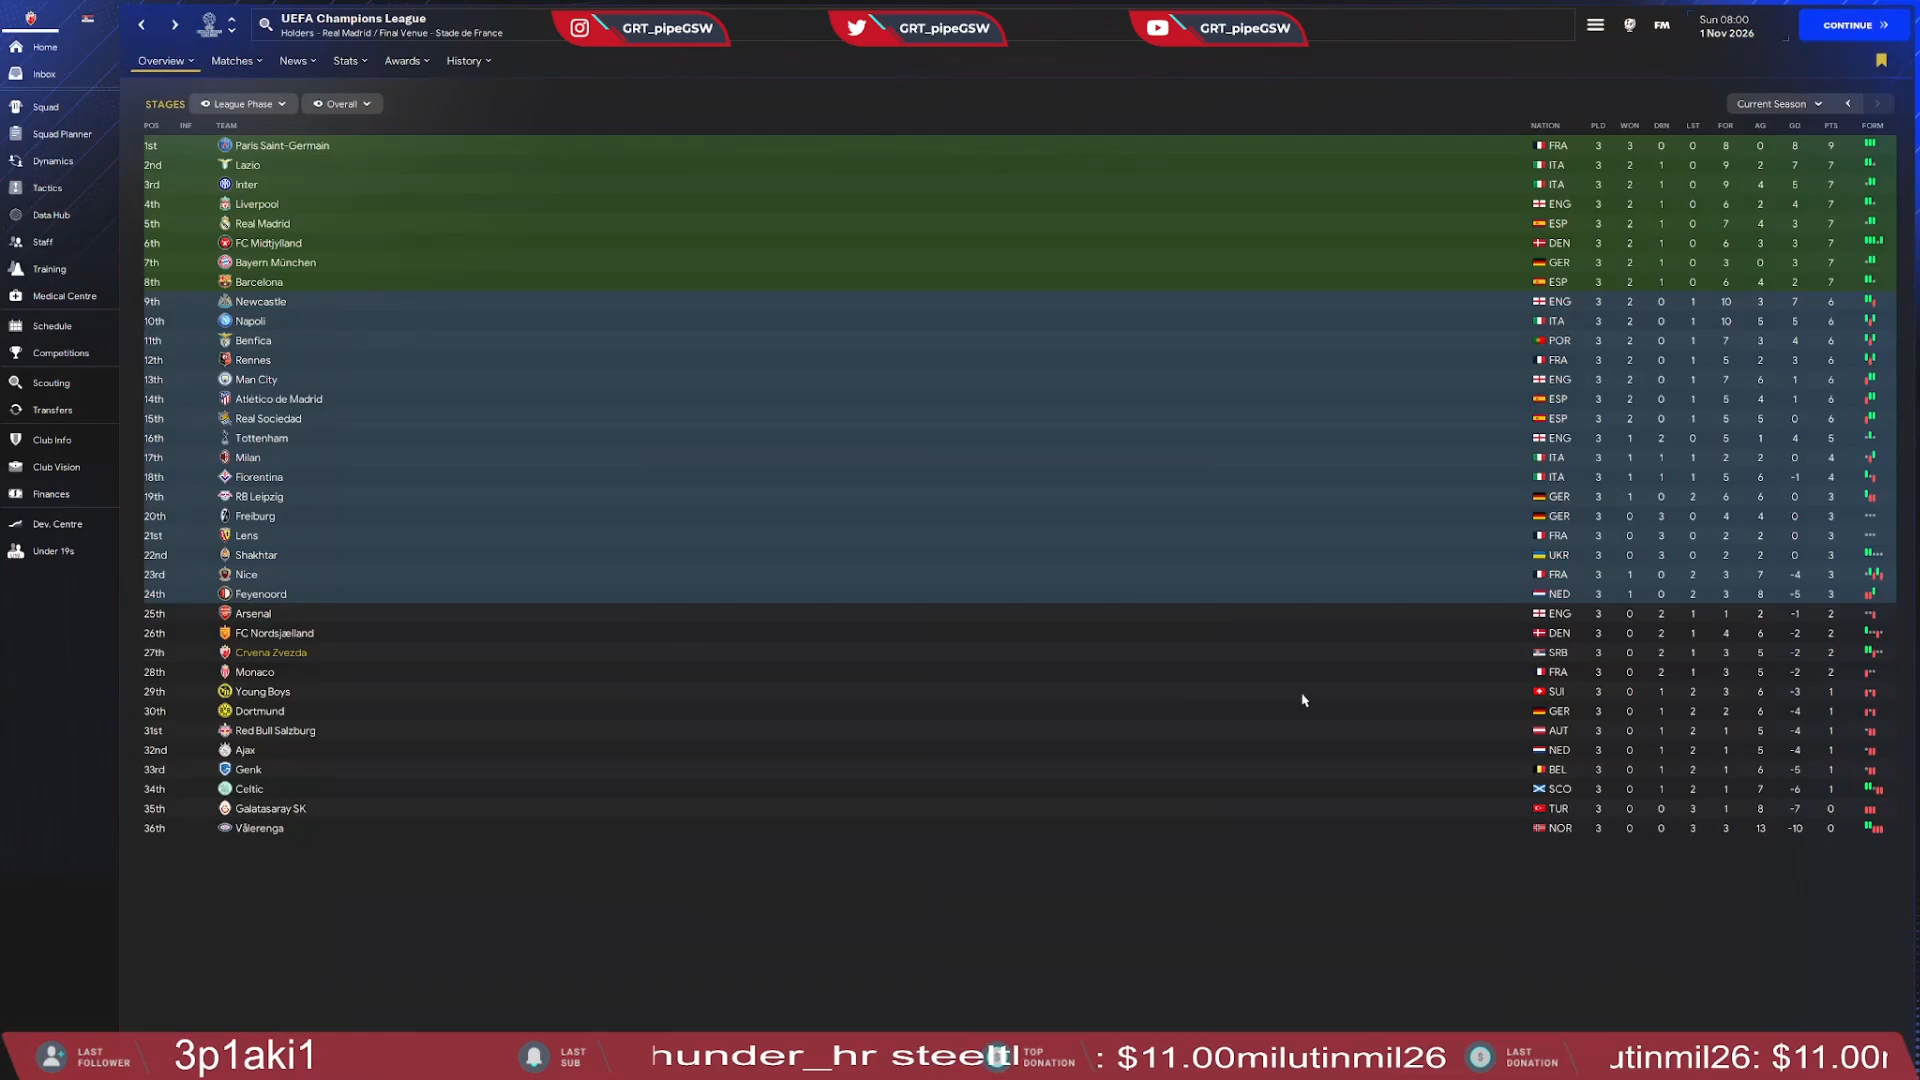 UEFA Champions League
Holders - Real Madrid / Final Venue - Stade de France
GRT_pipeGSW
GRT_pipeGSW
GRT_pipeGSW
FM
Sun 08:00
1 Nov 2026
CONTINUE
Home
Inbox
Squad
Squad Planner
Dynamics
Tactics
Data Hub
Staff
Training
Medical Centre
Schedule
Competitions
Scouting
Transfers
Club Info
Club Vision
Finances
Dev. Centre
Under 19s
Overview Matches News Stats Awards History
STAGES League Phase Overall Current Season
POS INF TEAM NATION PLD WON DRN LST FOR AG GD PTS FORM
1st Paris Saint-Germain FRA 3 3 0 0 8 0 8 9
2nd Lazio ITA 3 2 1 0 9 2 7 7
3rd Inter ITA 3 2 1 0 9 4 5 7
4th Liverpool ENG 3 2 1 0 6 2 4 7
5th Real Madrid ESP 3 2 1 0 7 4 3 7
6th FC Midtjylland DEN 3 2 1 0 6 3 3 7
7th Bayern München GER 3 2 1 0 3 0 3 7
8th Barcelona ESP 3 2 1 0 6 4 2 7
9th Newcastle ENG 3 2 0 1 10 3 7 6
10th Napoli ITA 3 2 0 1 10 5 5 6
11th Benfica POR 3 2 0 1 7 3 4 6
12th Rennes FRA 3 2 0 1 5 2 3 6
13th Man City ENG 3 2 0 1 7 6 1 6
14th Atlético de Madrid ESP 3 2 0 1 5 4 1 6
15th Real Sociedad ESP 3 2 0 1 5 5 0 6
16th Tottenham ENG 3 1 2 0 5 1 4 5
17th Milan ITA 3 1 1 1 2 2 0 4
18th Fiorentina ITA 3 1 1 1 5 6 -1 4
19th RB Leipzig GER 3 1 0 2 6 6 0 3
20th Freiburg GER 3 0 3 0 4 4 0 3
21st Lens FRA 3 0 3 0 2 2 0 3
22nd Shakhtar UKR 3 0 3 0 2 2 0 3
23rd Nice FRA 3 1 0 2 3 7 -4 3
24th Feyenoord NED 3 1 0 2 3 8 -5 3
25th Arsenal ENG 3 0 2 1 1 2 -1 2
26th FC Nordsjælland DEN 3 0 2 1 4 6 -2 2
27th Crvena Zvezda SRB 3 0 2 1 3 5 -2 2
28th Monaco FRA 3 0 2 1 3 5 -2 2
29th Young Boys SUI 3 0 1 2 3 6 -3 1
30th Dortmund GER 3 0 1 2 2 6 -4 1
31st Red Bull Salzburg AUT 3 0 1 2 1 5 -4 1
32nd Ajax NED 3 0 1 2 1 5 -4 1
33rd Genk BEL 3 0 1 2 1 6 -5 1
34th Celtic SCO 3 0 1 2 1 7 -6 1
35th Galatasaray SK TUR 3 0 0 3 1 8 -7 0
36th Vålerenga NOR 3 0 0 3 3 13 -10 0
LAST FOLLOWER 3p1aki1
LAST SUB hunder__hr steelt
TOP DONATION : $11.00milutinmil26
LAST DONATION utinmil26: $11.00